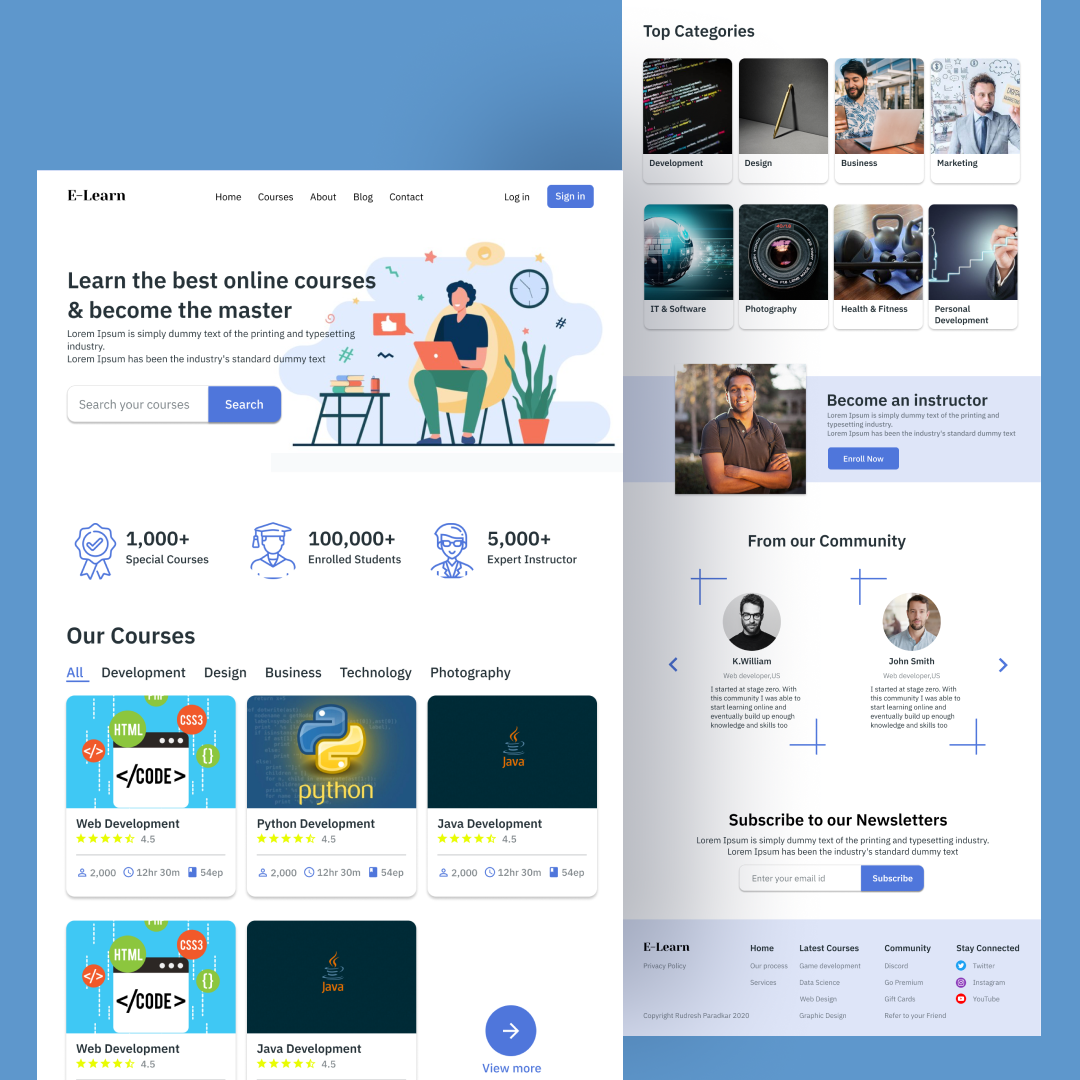 E-Learn
Home
Courses
About
Blog
Contact
Log in
Sign in
Learn the best online courses
& become the master
Lorem Ipsum is simply dummy text of the printing and typesetting
industry.
Lorem Ipsum has been the industry's standard dummy text
Search your courses
Search
1,000+
Special Courses
100,000+
Enrolled Students
5,000+
Expert Instructor
Our Courses
All
Development
Design
Business
Technology
Photography
HTML
CSS3
</>
{}
</CODE>
Web Development
4.5
2,000
12hr 30m
54ep
python
Python Development
4.5
2,000
12hr 30m
54ep
Java
Java Development
4.5
2,000
12hr 30m
54ep
HTML
CSS3
</>
{}
</CODE>
Web Development
4.5
Java
Java Development
4.5
View more
Top Categories
Development
Design
Business
Marketing
IT & Software
Photography
Health & Fitness
Personal
Development
Become an instructor
Lorem Ipsum is simply dummy text of the printing and
typesetting industry.
Lorem Ipsum has been the industry's standard dummy text
Enroll Now
From our Community
K.William
Web developer,US
I started at stage zero. With
this community I was able to
start learning online and
eventually build up enough
knowledge and skills too
John Smith
Web developer,US
I started at stage zero. With
this community I was able to
start learning online and
eventually build up enough
knowledge and skills too
Subscribe to our Newsletters
Lorem Ipsum is simply dummy text of the printing and typesetting industry.
Lorem Ipsum has been the industry's standard dummy text
Enter your email id
Subscribe
E-Learn
Privacy Policy
Copyright Rudresh Paradkar 2020
Home
Our process
Services
Latest Courses
Game development
Data Science
Web Design
Graphic Design
Community
Discord
Go Premium
Gift Cards
Refer to your Friend
Stay Connected
Twitter
Instagram
YouTube